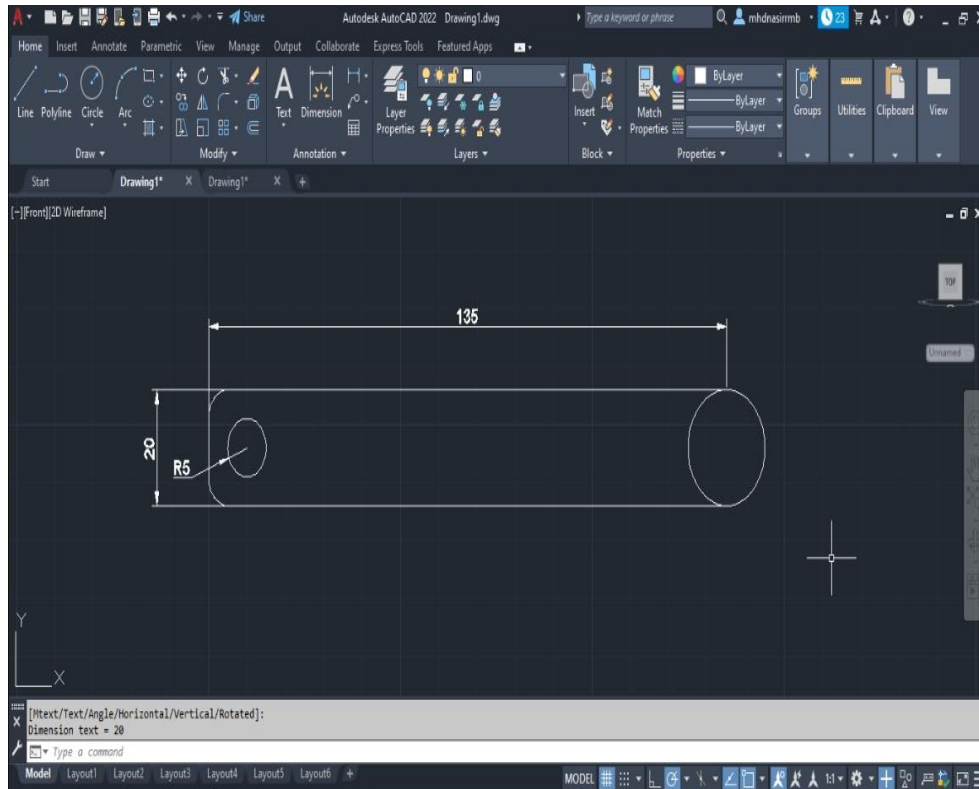 Share
Autodesk AutoCAD 2022 Drawing1.dwg
Type a keyword or phrase
mhdnasirrmb
23
Home Insert Annotate Parametric View Manage Output Collaborate Express Tools Featured Apps
Line Polyline Circle Arc
Text Dimension
Layer Properties
0
Insert
Match Properties
ByLayer
ByLayer
ByLayer
Groups Utilities Clipboard View
Draw Modify Annotation Layers Block Properties
Start Drawing1* Drawing1*
[-][Front][2D Wireframe]
TOP
135
Unnamed
20
R5
Y
X
[Mtext/Text/Angle/Horizontal/Vertical/Rotated]:
Dimension text = 20
Type a command
Model Layout1 Layout2 Layout3 Layout4 Layout5 Layout6 +
MODEL 1:1